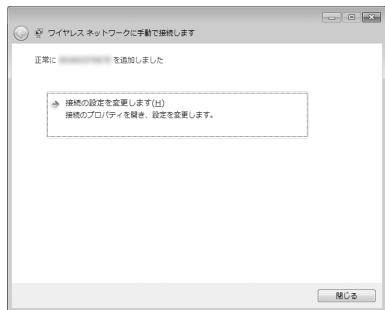 ワイヤレス ネットワークに手動で接続します
正常に を追加しました
接続の設定を変更します(H)
接続のプロパティを開き、設定を変更します。
閉じる